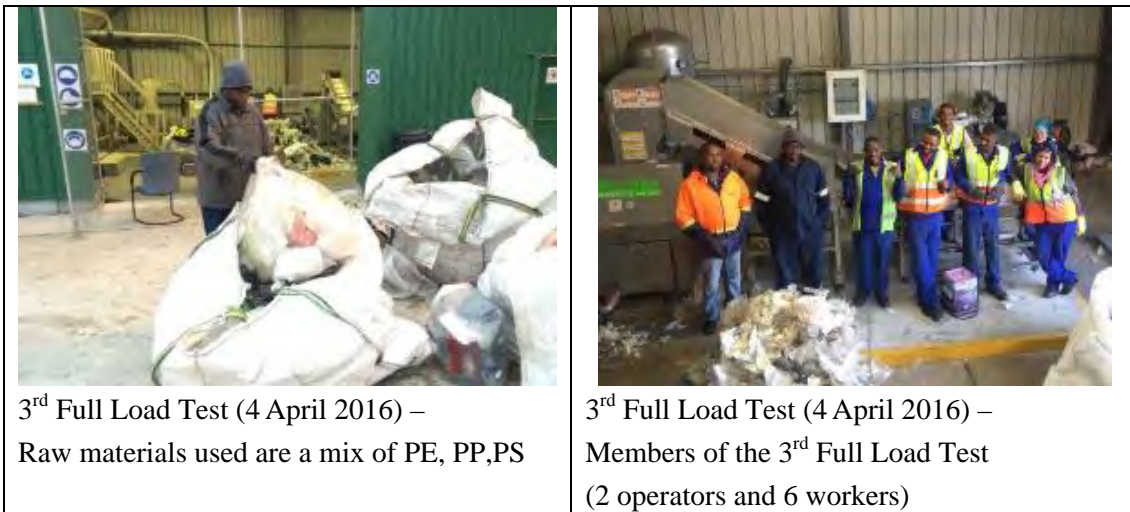 3rd Full Load Test (4 April 2016) –
Raw materials used are a mix of PE, PP,PS
3rd Full Load Test (4 April 2016) –
Members of the 3rd Full Load Test
(2 operators and 6 workers)